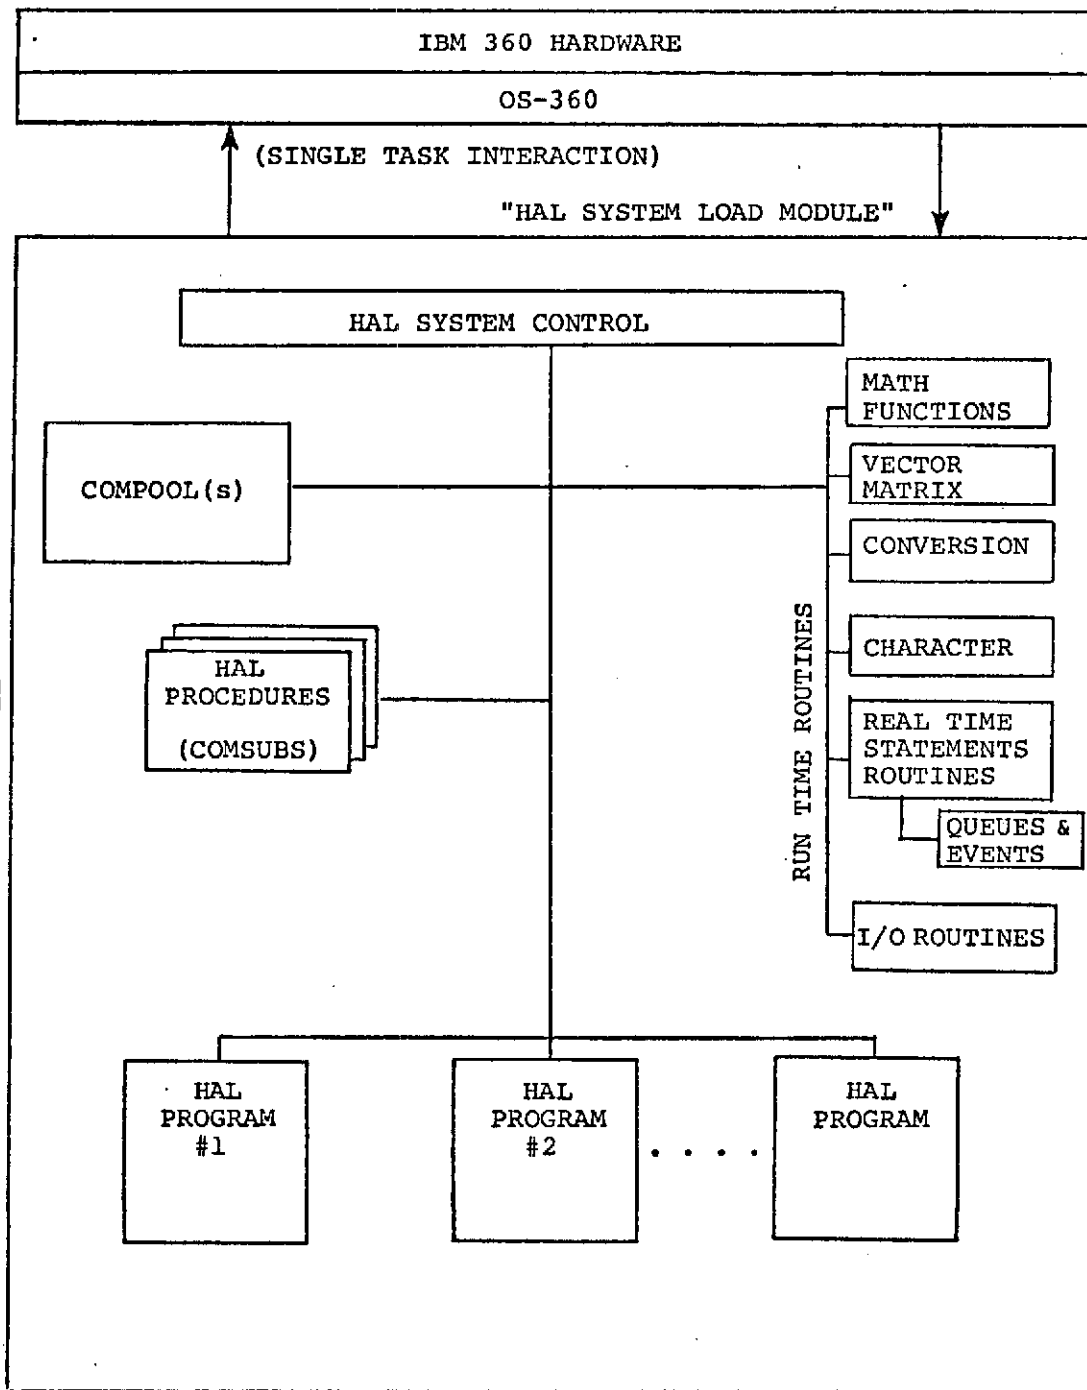 IBM 360 HARDWARE
OS-360
(SINGLE TASK INTERACTION)
"HAL SYSTEM LOAD MODULE"
HAL SYSTEM CONTROL
MATH
FUNCTIONS
COMPOOL(s)
VECTOR
MATRIX
CONVERSION
RUN TIME ROUTINES
CHARACTER
HAL
PROCEDURES
(COMSUBS)
REAL TIME
STATEMENTS
ROUTINES
QUEUES &
EVENTS
I/O ROUTINES
HAL
PROGRAM
#1
HAL
PROGRAM
#2
. . . .
HAL
PROGRAM